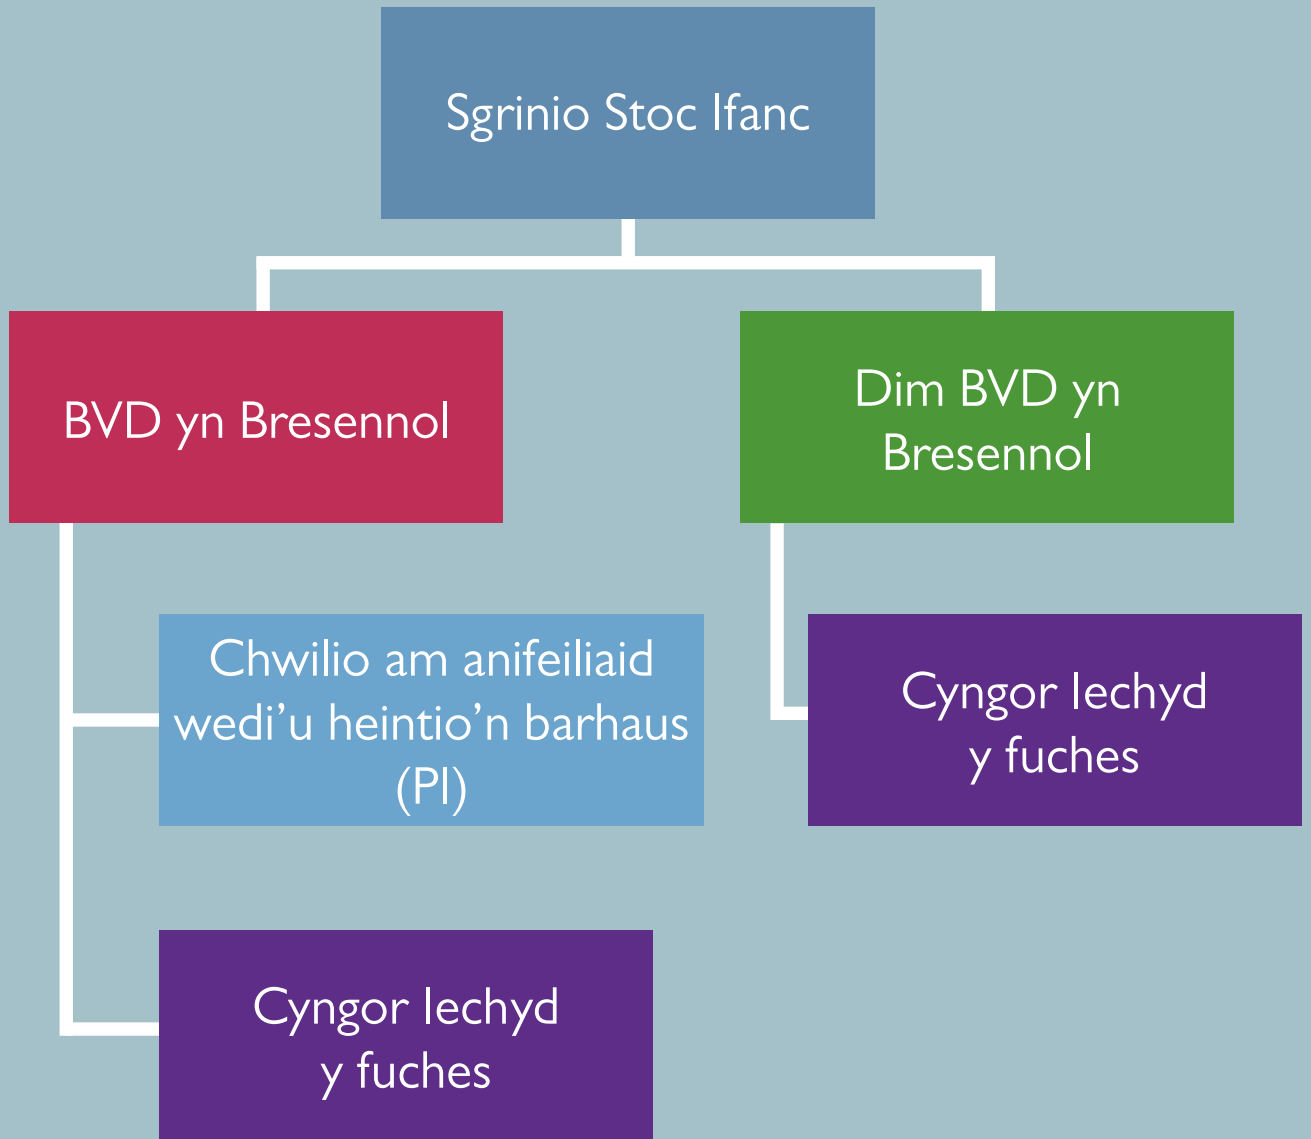 Sgrinio Stoc Ifanc
BVD yn Bresennol
Dim BVD yn
Bresennol
Chwilio am anifeiliaid
wedi’u heintio’n barhaus
(PI)
Cyngor Iechyd
y fuches
Cyngor Iechyd
y fuches